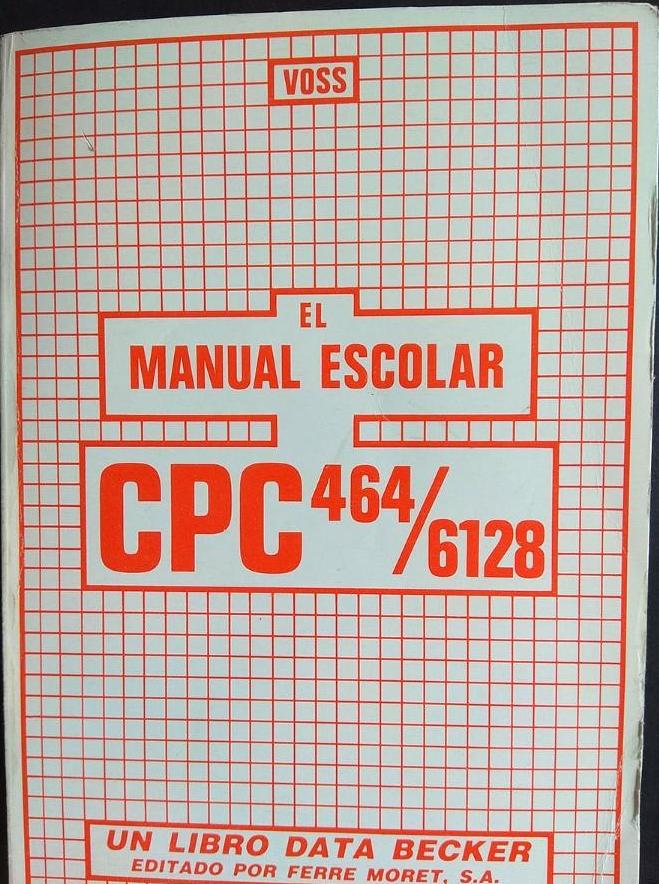 VOSS
EL
MANUAL ESCOLAR
CPC 464/6128
UN LIBRO DATA BECKER
EDITADO POR FERRE MORET, S.A.